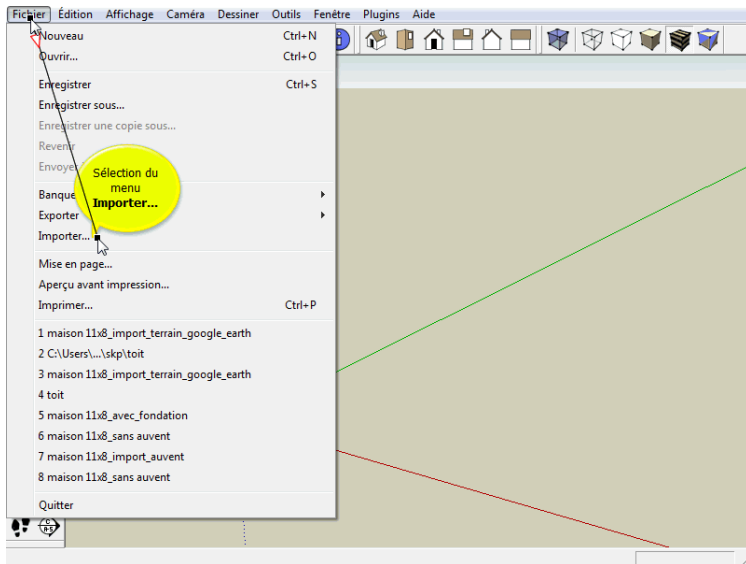 Fichier Édition Affichage Caméra Dessiner Outils Fenêtre Plugins Aide
Nouveau Ctrl+N
Ouvrir... Ctrl+O
Enregistrer Ctrl+S
Enregistrer sous...
Enregistrer une copie sous...
Revenir
Envoyer
Sélection du
menu
Importer...
Banque
Exporter
Importer...
Mise en page...
Aperçu avant impression...
Imprimer... Ctrl+P
1 maison 11x8_import_terrain_google_earth
2 C:\Users\...\skp\toit
3 maison 11x8_import_terrain_google_earth
4 toit
5 maison 11x8_avec_fondation
6 maison 11x8_sans auvent
7 maison 11x8_import_auvent
8 maison 11x8_sans auvent
Quitter